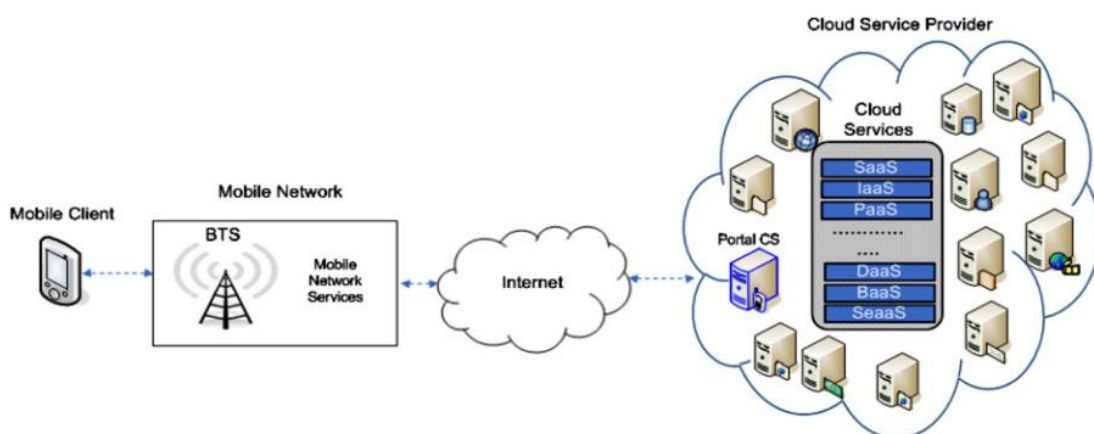 Cloud Service Provider
Cloud
Services
SaaS
IaaS
PaaS
............
....
DaaS
BaaS
SeaaS
Portal CS
Mobile Network
Mobile Client
BTS
Mobile
Network
Services
Internet